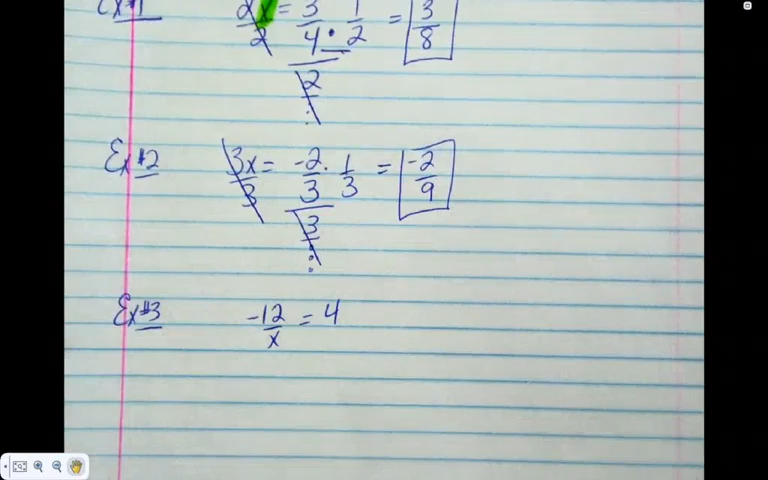 Ex#1 2x/2 = 3/4/2 · 1/2 = 3/8
Ex#2 3x/3 = -2/3/3 · 1/3 = -2/9
Ex#3 -12/x = 4